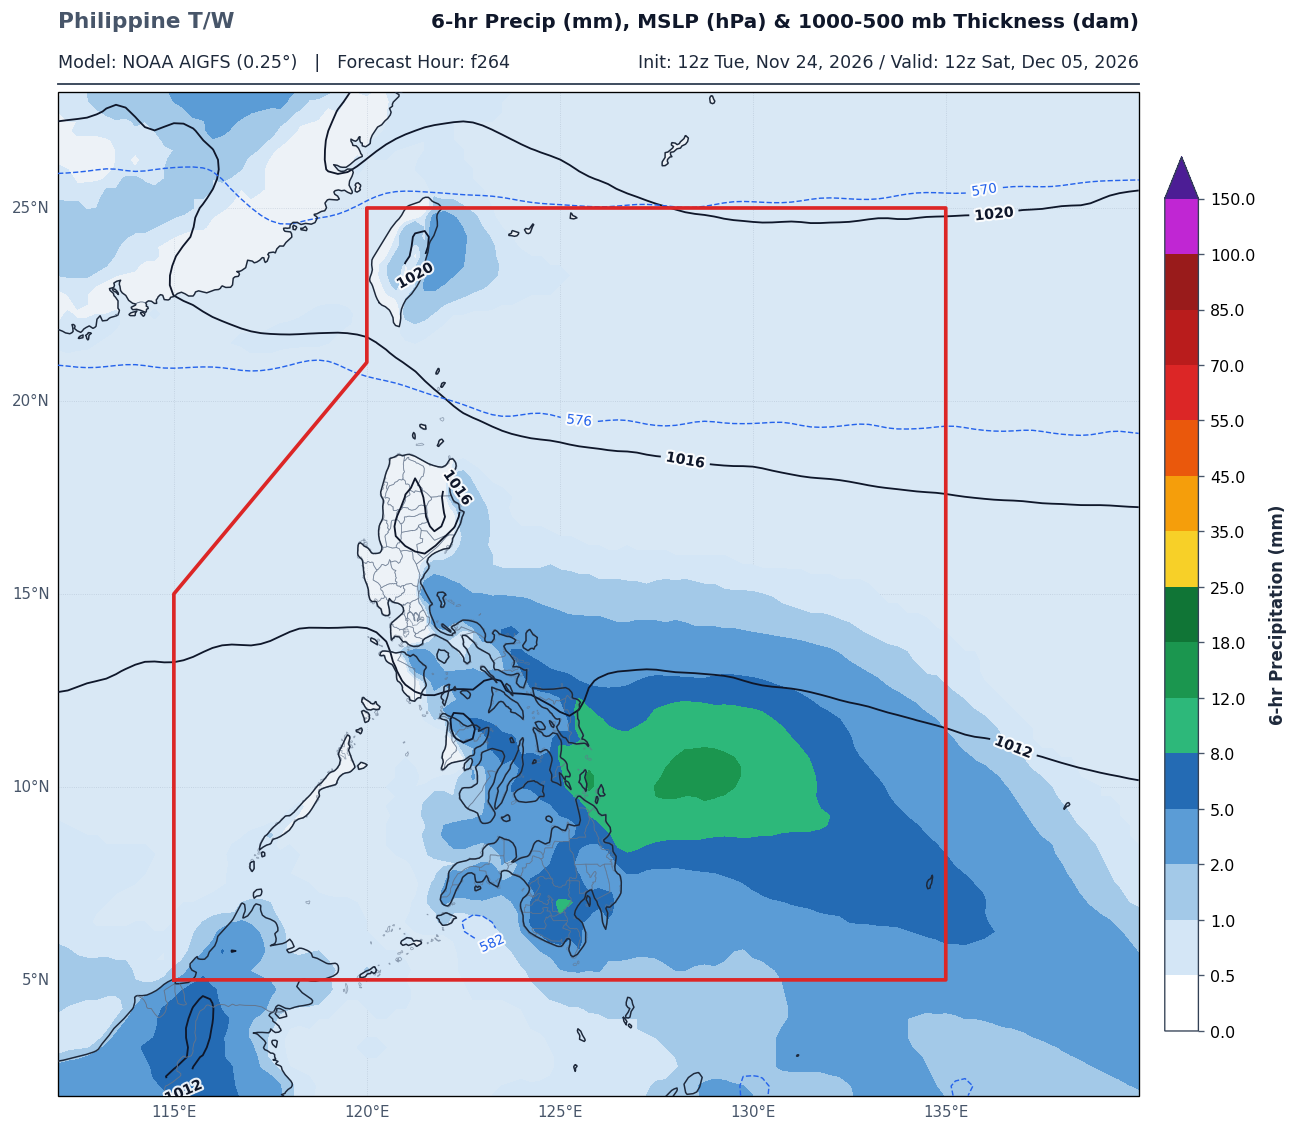 Philippine T/W
6-hr Precip (mm), MSLP (hPa) & 1000-500 mb Thickness (dam)
Model: NOAA AIGFS (0.25°) | Forecast Hour: f264
Init: 12z Tue, Nov 24, 2026 / Valid: 12z Sat, Dec 05, 2026
570
1020
1020
576
1016
1016
1012
582
1012
25°N
20°N
15°N
10°N
5°N
115°E
120°E
125°E
130°E
135°E
150.0
100.0
85.0
70.0
55.0
45.0
35.0
25.0
18.0
12.0
8.0
5.0
2.0
1.0
0.5
0.0
6-hr Precipitation (mm)